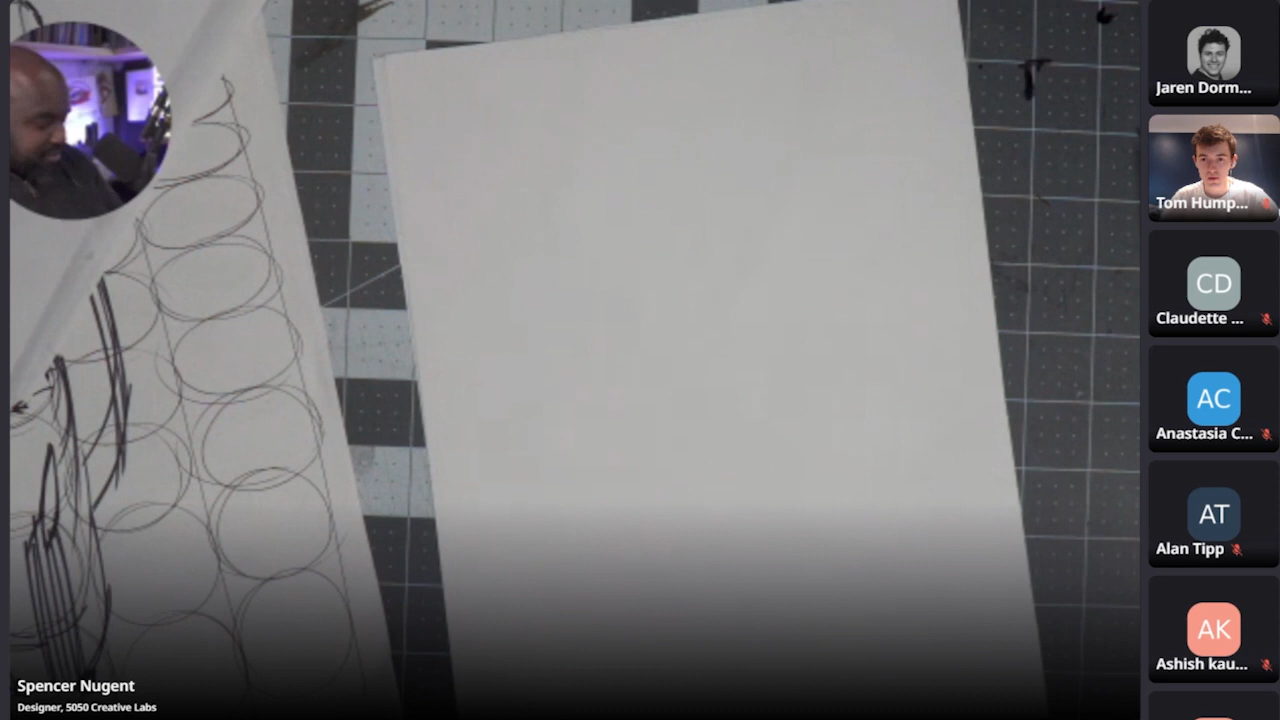 Jaren Dorm...
Tom Hump...
CD
Claudette ...
AC
Anastasia C...
AT
Alan Tipp
AK
Ashish kau...
Spencer Nugent
Designer, 5050 Creative Labs